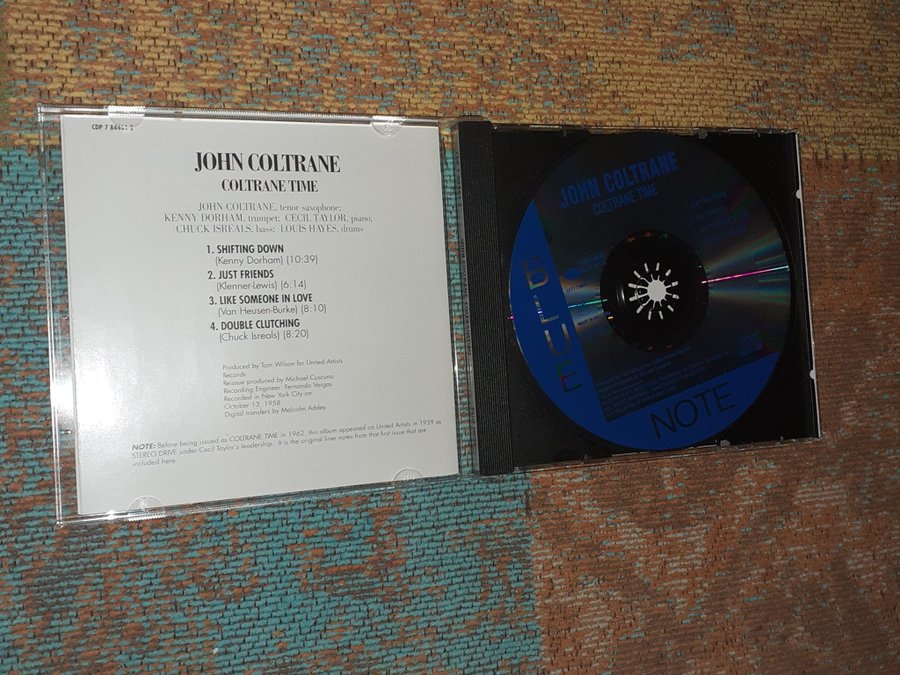 CDP 7 84461 2
JOHN COLTRANE
COLTRANE TIME
JOHN COLTRANE, tenor saxophone;
KENNY DORHAM, trumpet; CECIL TAYLOR, piano;
CHUCK ISREALS, bass; LOUIS HAYES, drums
1. SHIFTING DOWN
(Kenny Dorham) (10:39)
2. JUST FRIENDS
(Klenner-Lewis) (6:14)
3. LIKE SOMEONE IN LOVE
(Van Heusen-Burke) (8:10)
4. DOUBLE CLUTCHING
(Chuck Isreals) (8:20)
Produced by Tom Wilson for United Artists
Records
Reissue produced by Michael Cuscuna
Recording Engineer: Fernando Vargas
Recorded in New York City on
October 13, 1958
Digital transfers by Malcolm Addey
NOTE: Before being issued as COLTRANE TIME in 1962, this album appeared on United Artists in 1959 as
STEREO DRIVE under Cecil Taylor's leadership. It is the original liner notes from that first issue that are
included here.
JOHN COLTRANE
COLTRANE TIME
BLUE
NOTE